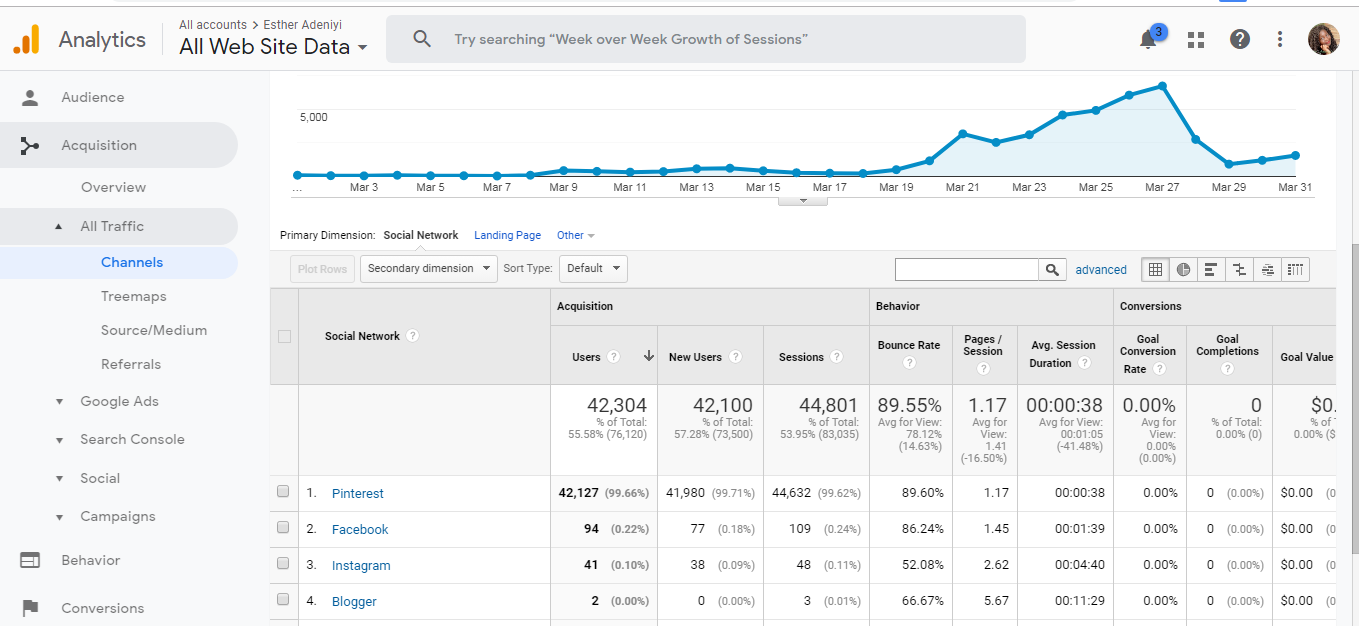 All accounts > Esther Adeniyi
Analytics
All Web Site Data
Try searching “Week over Week Growth of Sessions”
3
Audience
Acquisition
Overview
All Traffic
Channels
Treemaps
Source/Medium
Referrals
Google Ads
Search Console
Social
Campaigns
Behavior
Conversions
5,000
... Mar 3 Mar 5 Mar 7 Mar 9 Mar 11 Mar 13 Mar 15 Mar 17 Mar 19 Mar 21 Mar 23 Mar 25 Mar 27 Mar 29 Mar 31
Primary Dimension: Social Network Landing Page Other
Plot Rows Secondary dimension Sort Type: Default advanced
Acquisition Behavior Conversions
Social Network ?
Users ?
New Users ?
Sessions ?
Bounce Rate
?
Pages /
Session
?
Avg. Session
Duration ?
Goal
Conversion
Rate ?
Goal
Completions
?
Goal Value
42,304
% of Total:
55.58% (76,120)
42,100
% of Total:
57.28% (73,500)
44,801
% of Total:
53.95% (83,035)
89.55%
Avg for View:
78.12%
(14.63%)
1.17
Avg for
View:
1.41
(-16.50%)
00:00:38
Avg for View:
00:01:05
(-41.48%)
0.00%
Avg for
View:
0.00%
(0.00%)
0
% of Total:
0.00% (0)
$0.
% of
0.00% ($
1. Pinterest 42,127 (99.66%) 41,980 (99.71%) 44,632 (99.62%) 89.60% 1.17 00:00:38 0.00% 0 (0.00%) $0.00 (0
2. Facebook 94 (0.22%) 77 (0.18%) 109 (0.24%) 86.24% 1.45 00:01:39 0.00% 0 (0.00%) $0.00 (0
3. Instagram 41 (0.10%) 38 (0.09%) 48 (0.11%) 52.08% 2.62 00:04:40 0.00% 0 (0.00%) $0.00 (0
4. Blogger 2 (0.00%) 0 (0.00%) 3 (0.01%) 66.67% 5.67 00:11:29 0.00% 0 (0.00%) $0.00 (0